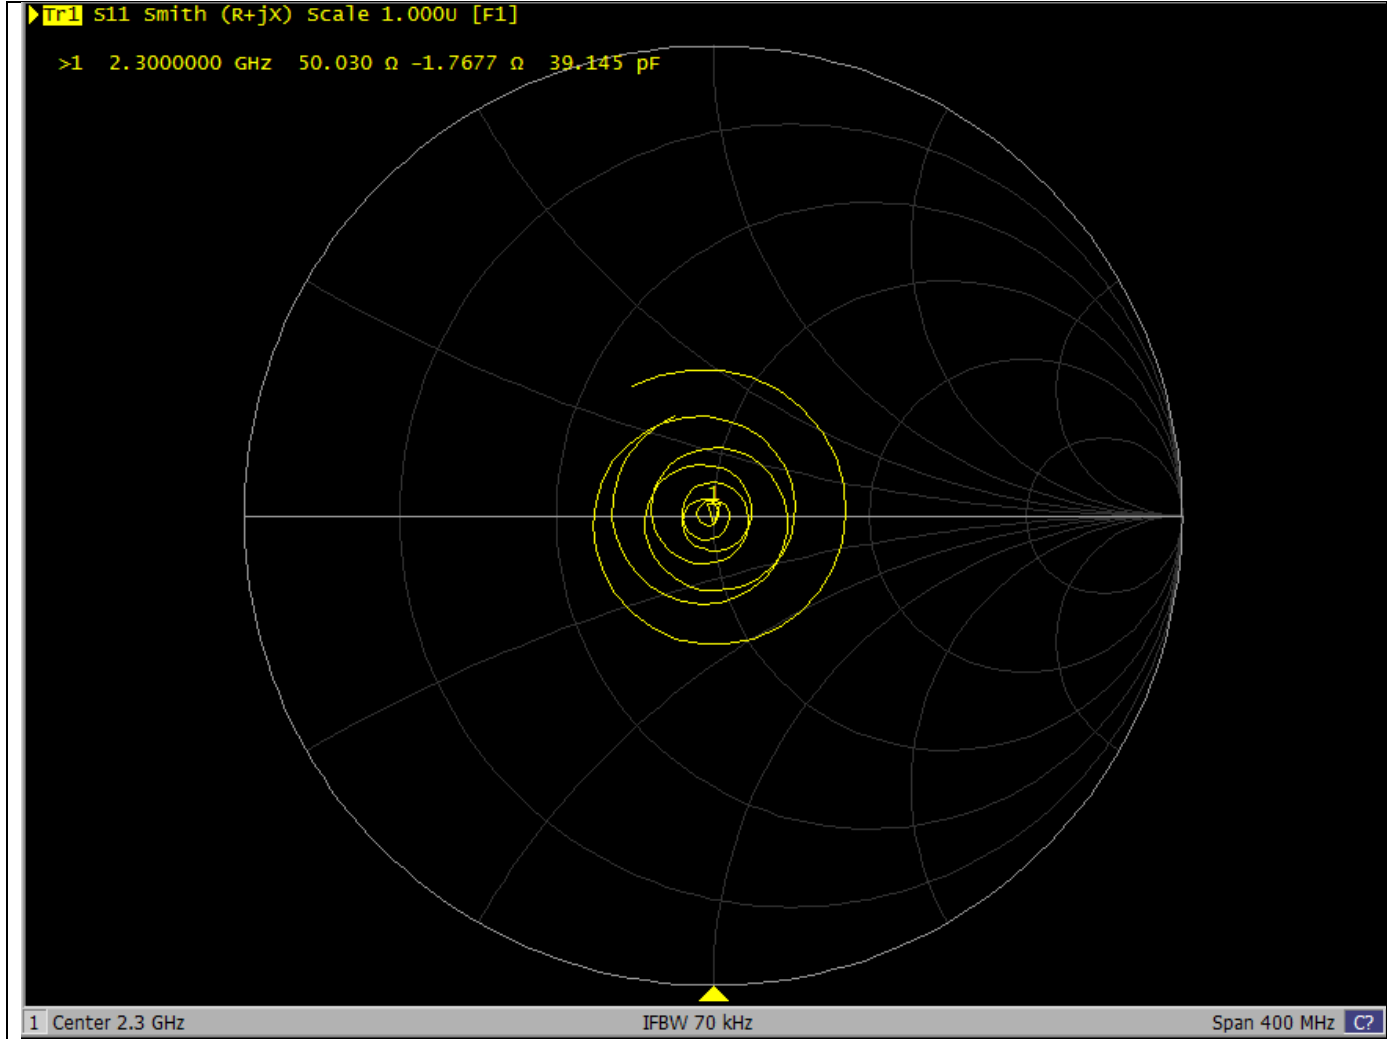 Tr1 S11 Smith (R+jX) Scale 1.000U [F1]
>1 2.3000000 GHz 50.030 Ω -1.7677 Ω 39.145 pF
1
1 Center 2.3 GHz IFBW 70 kHz Span 400 MHz C?